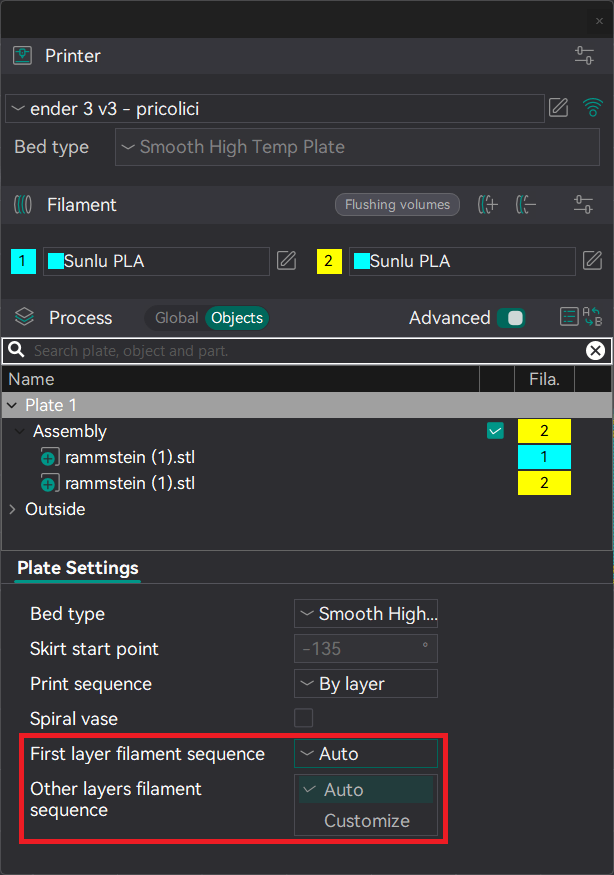 Printer
ender 3 v3 - pricolici
Bed type
Smooth High Temp Plate
Filament
Flushing volumes
1
Sunlu PLA
2
Sunlu PLA
Process
Global
Objects
Advanced
A
B
Search plate, object and part.
Name
Fila.
Plate 1
Assembly
2
rammstein (1).stl
1
rammstein (1).stl
2
Outside
Plate Settings
Bed type
Smooth High...
Skirt start point
-135
°
Print sequence
By layer
Spiral vase
First layer filament sequence
Auto
Other layers filament
sequence
Auto
Customize